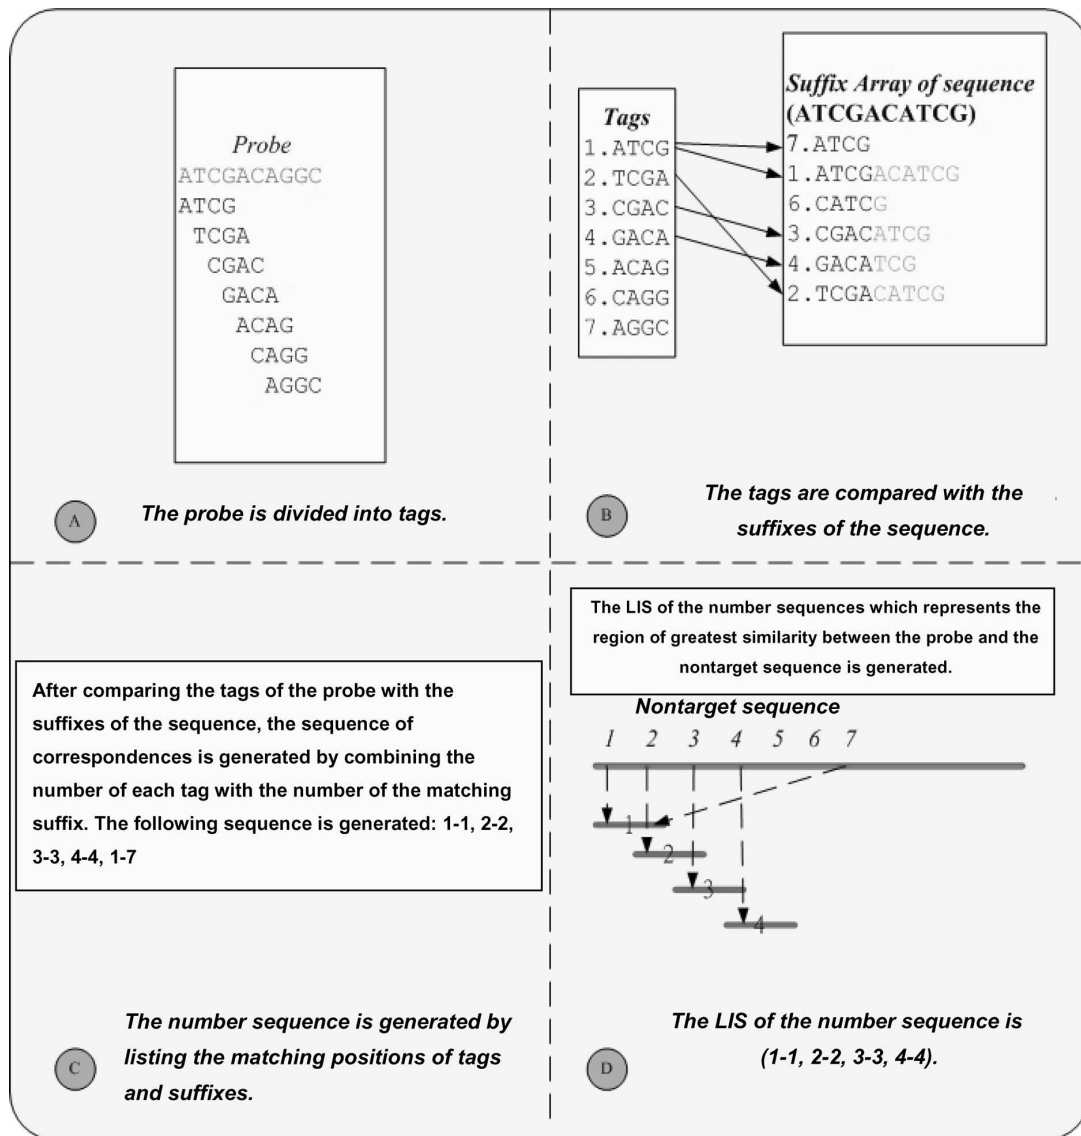 Probe
ATCGACAGGC
ATCG
TCGA
CGAC
GACA
ACAG
CAGG
AGGC
A
The probe is divided into tags.
Tags
1.ATCG
2.TCGA
3.CGAC
4.GACA
5.ACAG
6.CAGG
7.AGGC
Suffix Array of sequence
(ATCGACATCG)
7.ATCG
1.ATCGACATCG
6.CATCG
3.CGACATCG
4.GACATCG
2.TCGACATCG
B
The tags are compared with the
suffixes of the sequence.
After comparing the tags of the probe with the
suffixes of the sequence, the sequence of
correspondences is generated by combining the
number of each tag with the number of the matching
suffix. The following sequence is generated: 1-1, 2-2,
3-3, 4-4, 1-7
C
The number sequence is generated by
listing the matching positions of tags
and suffixes.
The LIS of the number sequences which represents the
region of greatest similarity between the probe and the
nontarget sequence is generated.
Nontarget sequence
1 2 3 4 5 6 7
1
2
3
4
D
The LIS of the number sequence is
(1-1, 2-2, 3-3, 4-4).